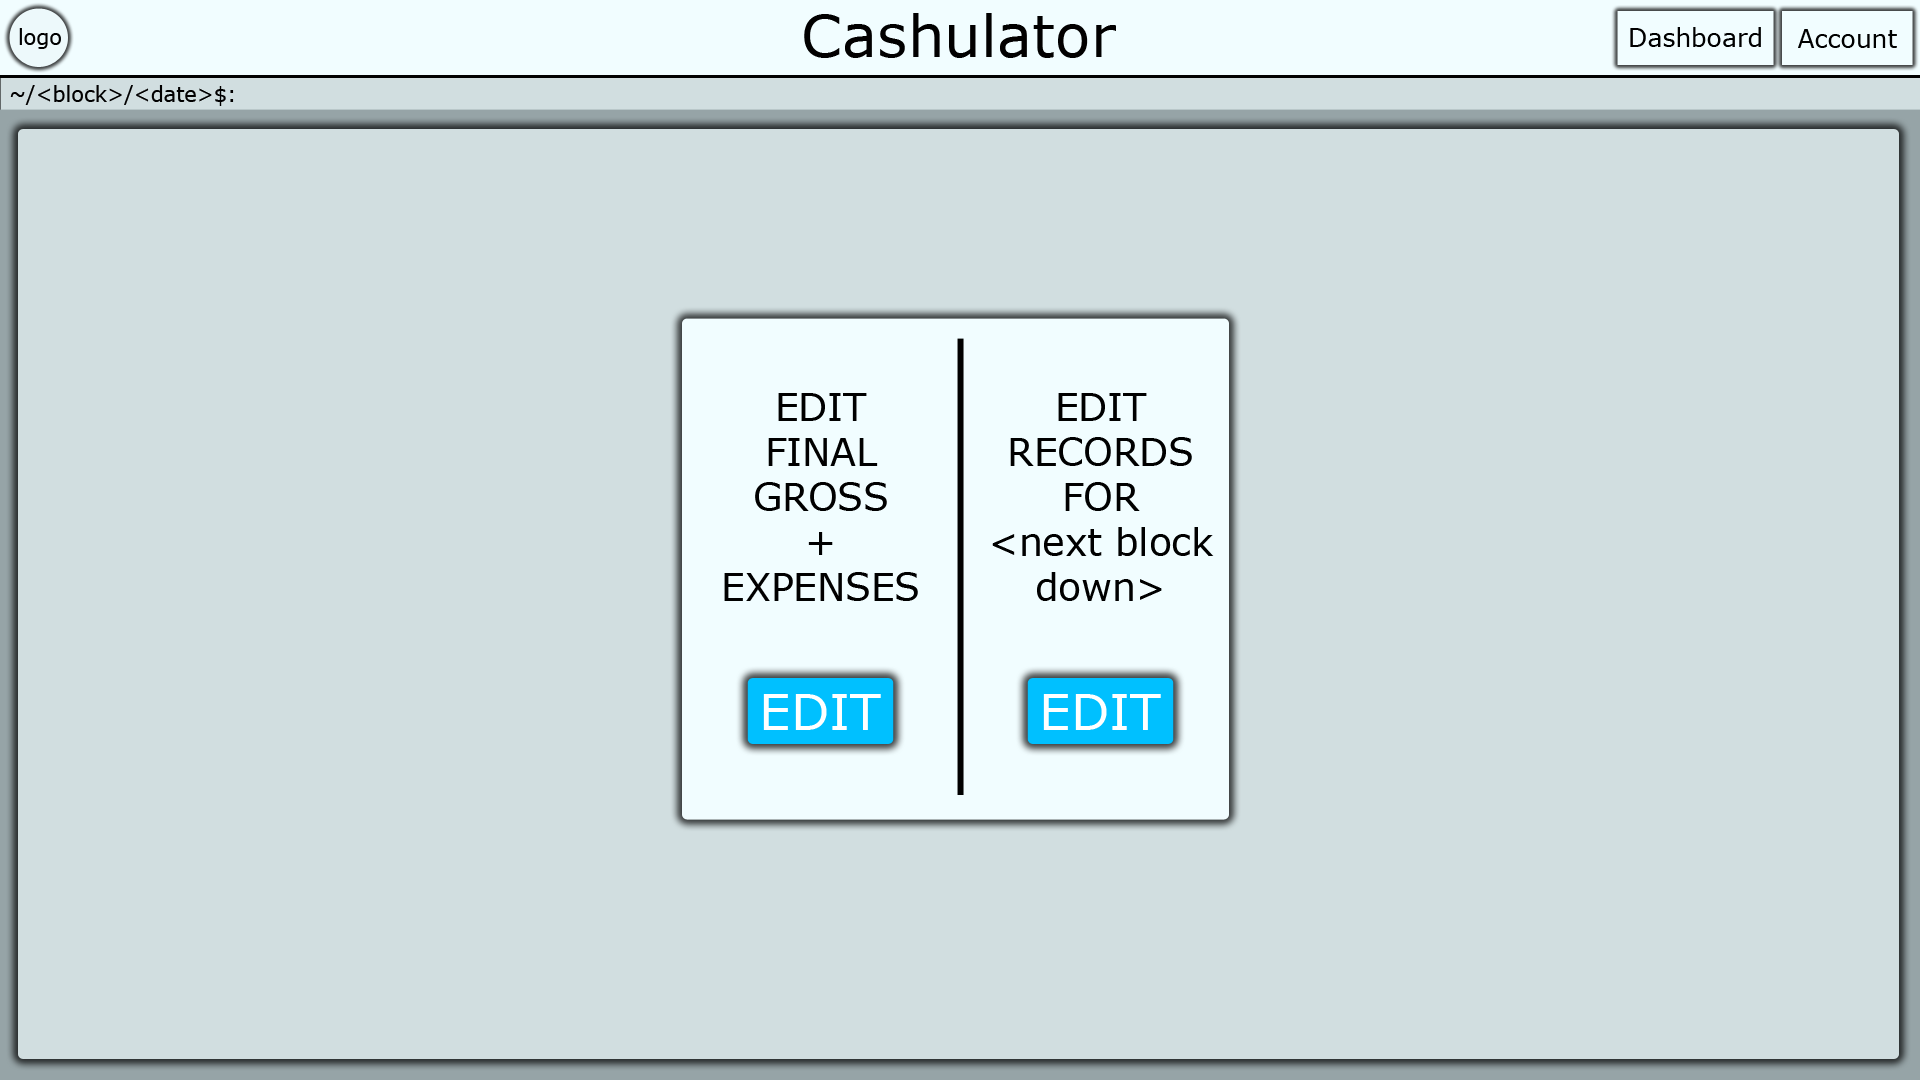 logo
Cashulator
Dashboard
Account
~/<block>/<date>$:
EDIT
FINAL
GROSS
+
EXPENSES
EDIT
EDIT
RECORDS
FOR
<next block
down>
EDIT